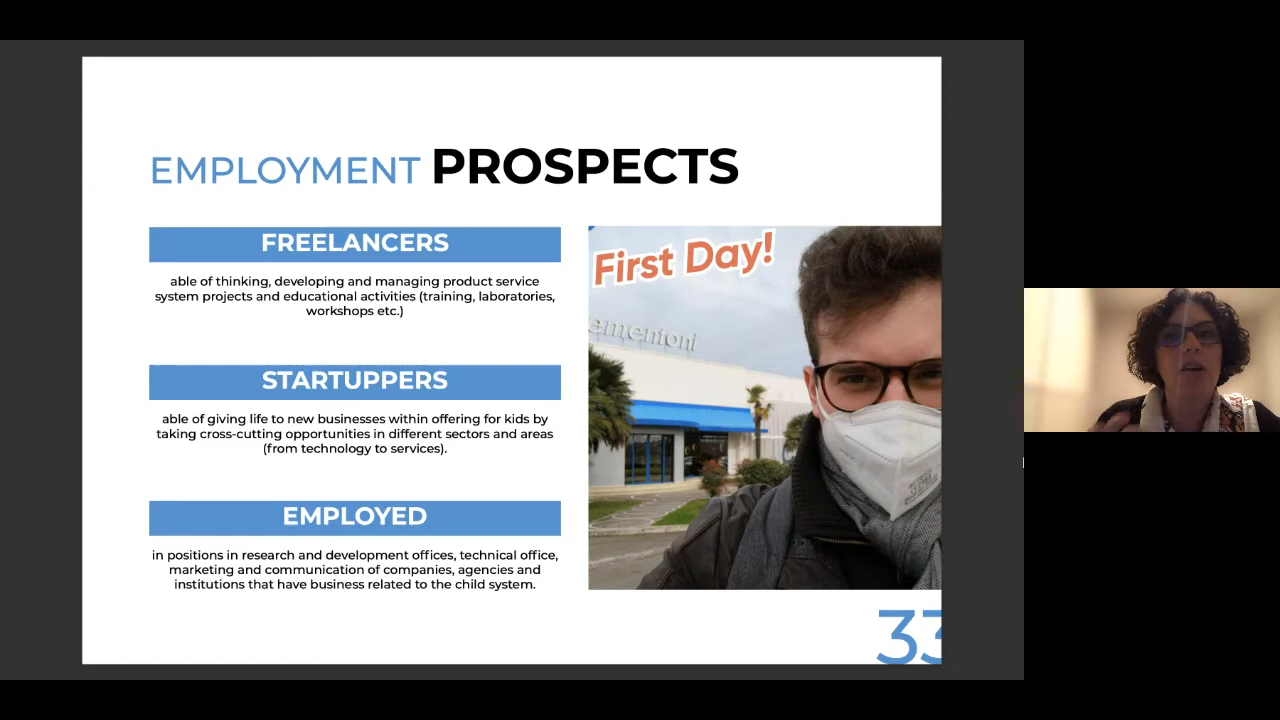 EMPLOYMENT PROSPECTS
FREELANCERS
able of thinking, developing and managing product service
system projects and educational activities (training, laboratories,
workshops etc.)
STARTUPPERS
able of giving life to new businesses within offering for kids by
taking cross-cutting opportunities in different sectors and areas
(from technology to services).
EMPLOYED
in positions in research and development offices, technical office,
marketing and communication of companies, agencies and
institutions that have business related to the child system.
First Day!
ementoni
33